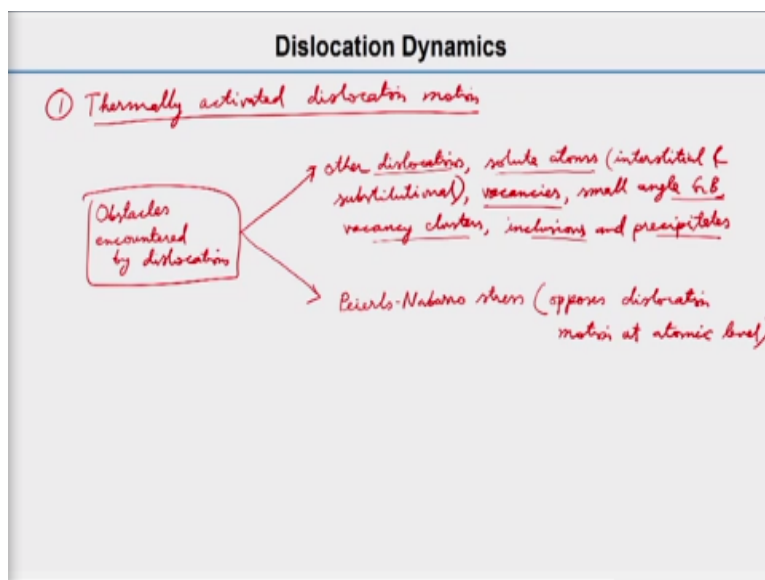 Dislocation Dynamics
① Thermally activated dislocation motion
Obstacles
encountered
by dislocation
other dislocations, solute atoms (interstitial &
substitutional), vacancies, small angle G.B,
vacancy clusters, inclusions and precipitates
Peierls-Nabarro stress (opposes dislocation
motion at atomic level)